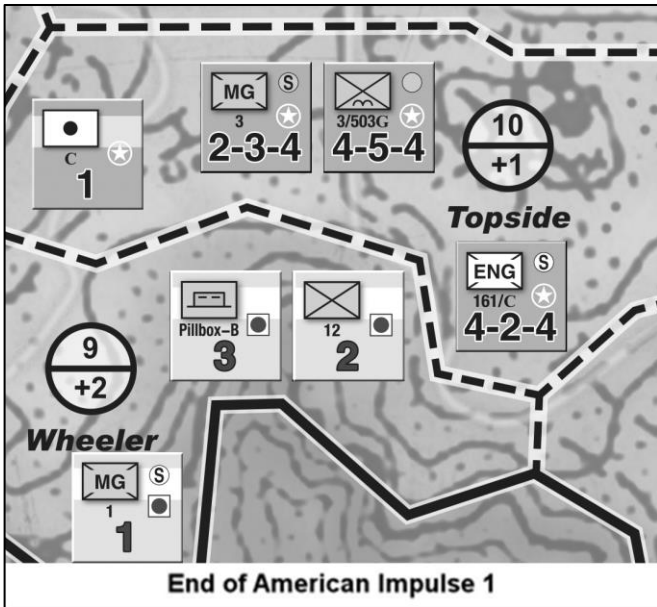 MG S
3
2-3-4
3/503G
4-5-4
C
1
10
+1
Topside
ENG S
161/C
4-2-4
Pillbox-B
3
12
2
9
+2
Wheeler
MG S
1
1
End of American Impulse 1